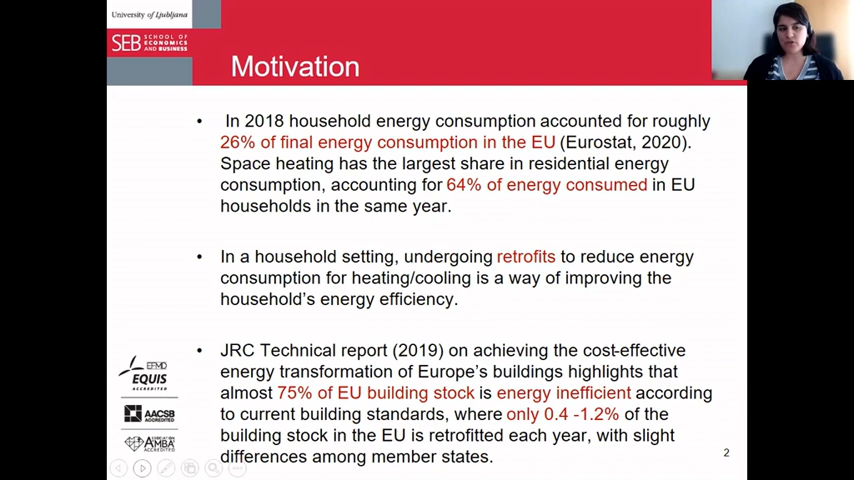 University of Ljubljana
SEB SCHOOL OF
ECONOMICS
AND BUSINESS
Motivation
• In 2018 household energy consumption accounted for roughly
26% of final energy consumption in the EU (Eurostat, 2020).
Space heating has the largest share in residential energy
consumption, accounting for 64% of energy consumed in EU
households in the same year.
• In a household setting, undergoing retrofits to reduce energy
consumption for heating/cooling is a way of improving the
household's energy efficiency.
• JRC Technical report (2019) on achieving the cost-effective
energy transformation of Europe's buildings highlights that
almost 75% of EU building stock is energy inefficient according
to current building standards, where only 0.4 -1.2% of the
building stock in the EU is retrofitted each year, with slight
differences among member states.
EFMD
EQUIS
ACCREDITED
AACSB
ACCREDITED
ASSOCIATION
AMBA
ACCREDITED
2